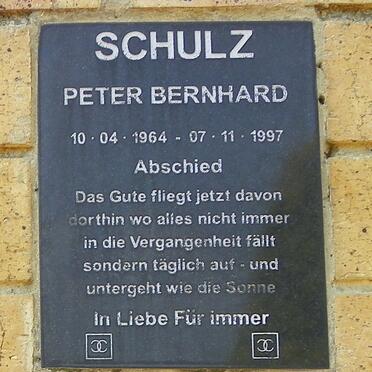 SCHULZ
PETER BERNHARD
10 · 04 · 1964 - 07 · 11 · 1997
Abschied
Das Gute fliegt jetzt davon
dorthin wo alles nicht immer
in die Vergangenheit fällt
sondern täglich auf - und
untergeht wie die Sonne
In Liebe Für immer